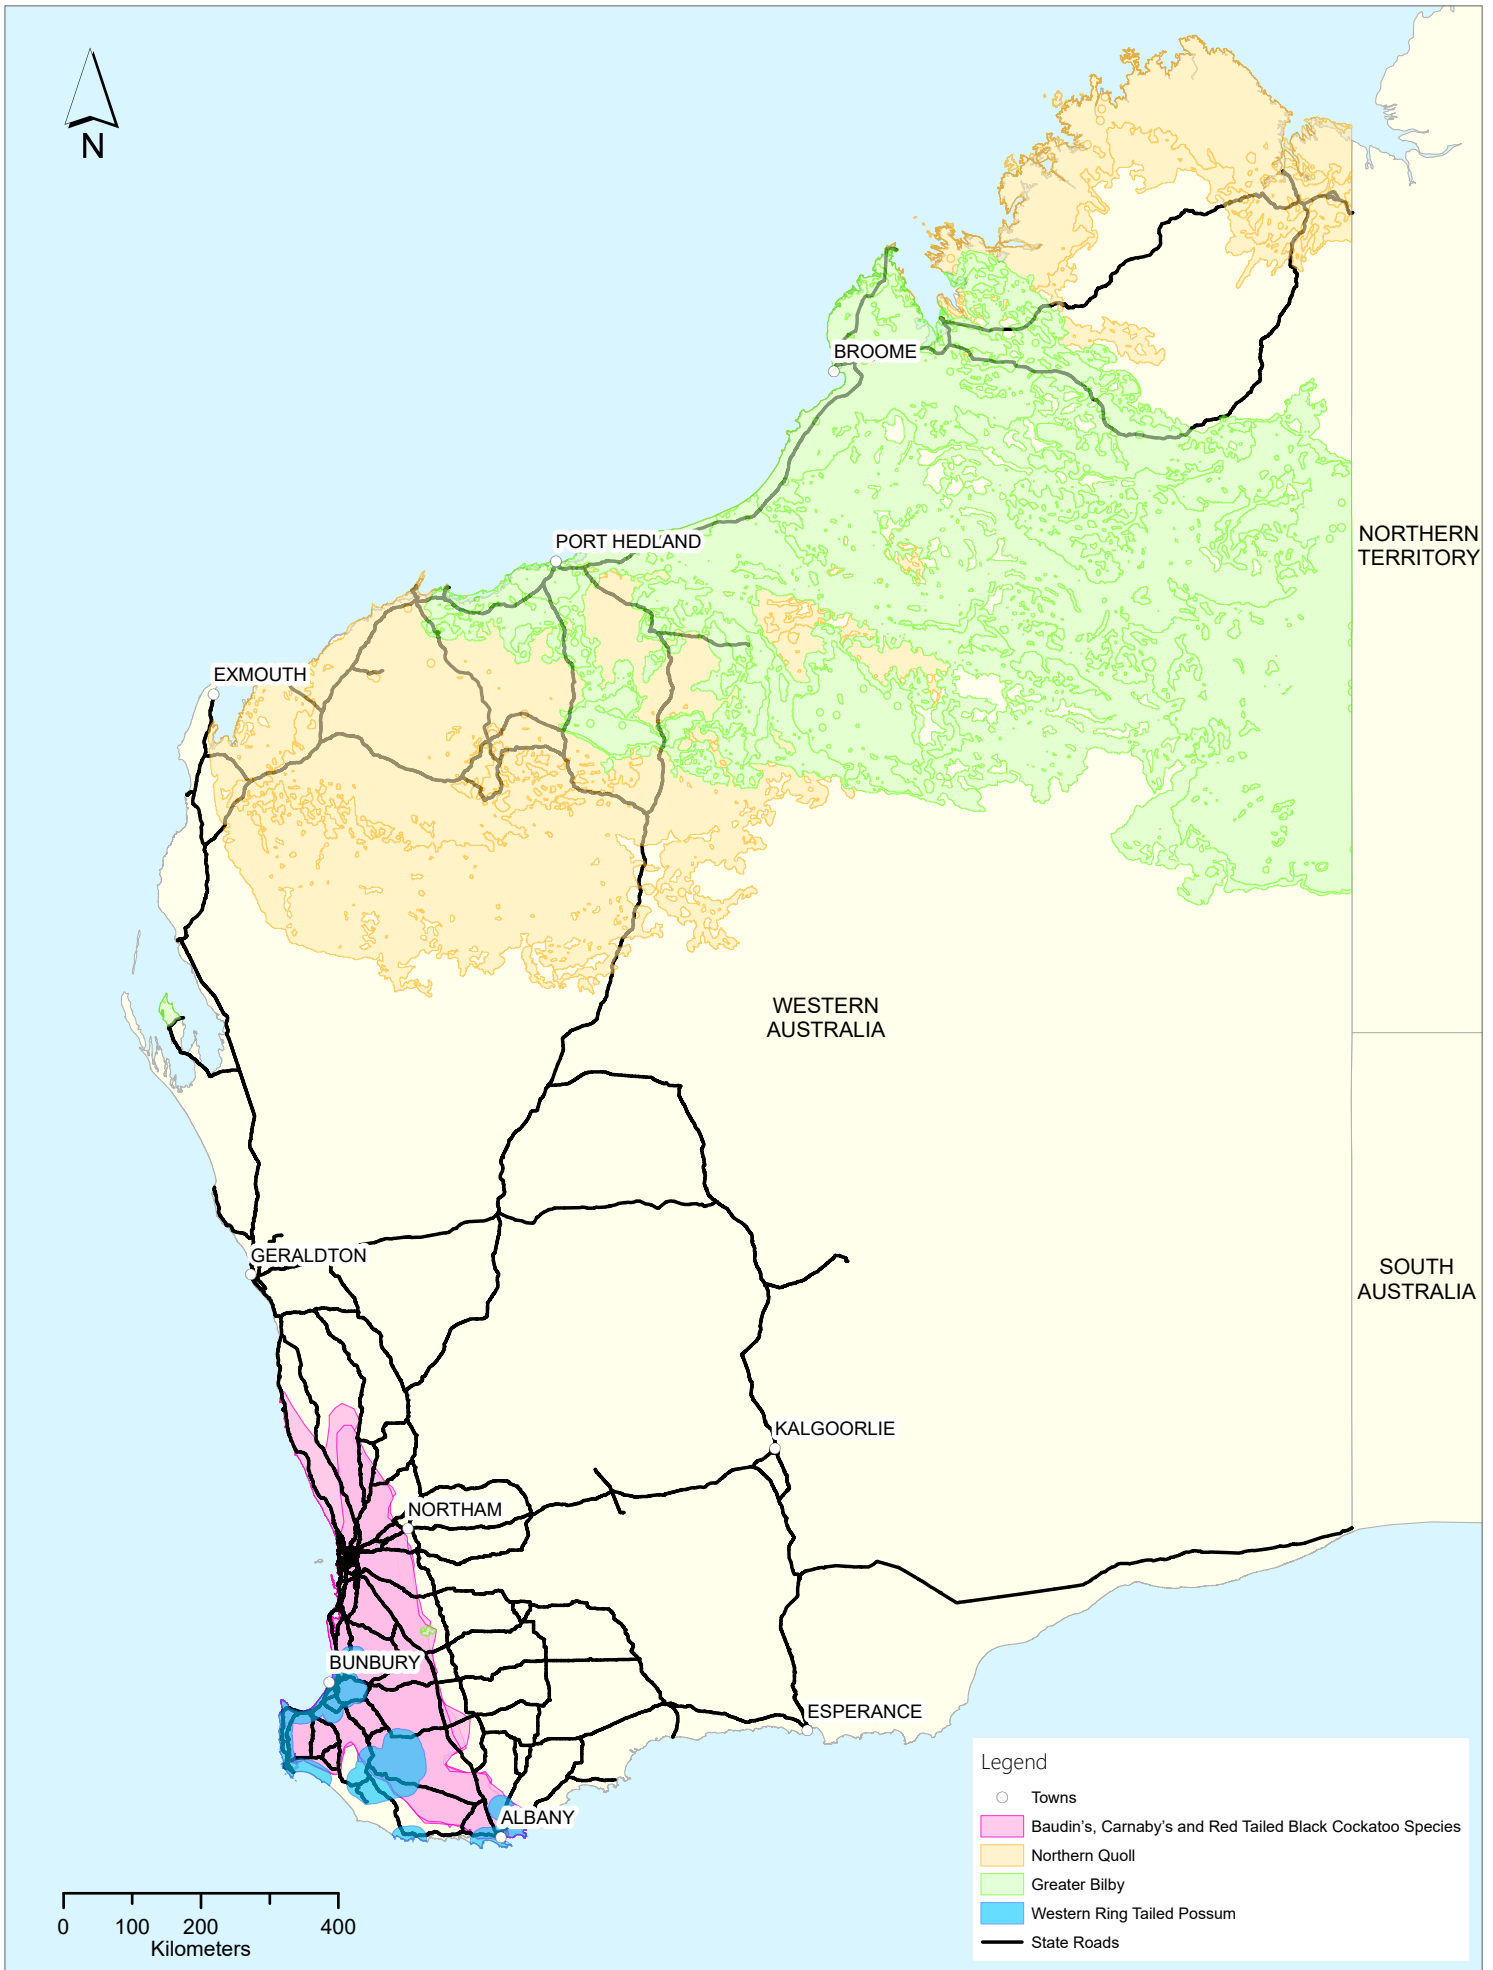 N
BROOME
PORT HEDLAND
NORTHERN
TERRITORY
EXMOUTH
WESTERN
AUSTRALIA
GERALDTON
SOUTH
AUSTRALIA
KALGOORLIE
NORTHAM
BUNBURY
ESPERANCE
ALBANY
Legend
Towns
Baudin's, Carnaby's and Red Tailed Black Cockatoo Species
Northern Quoll
Greater Bilby
Western Ring Tailed Possum
State Roads
0 100 200 400
Kilometers